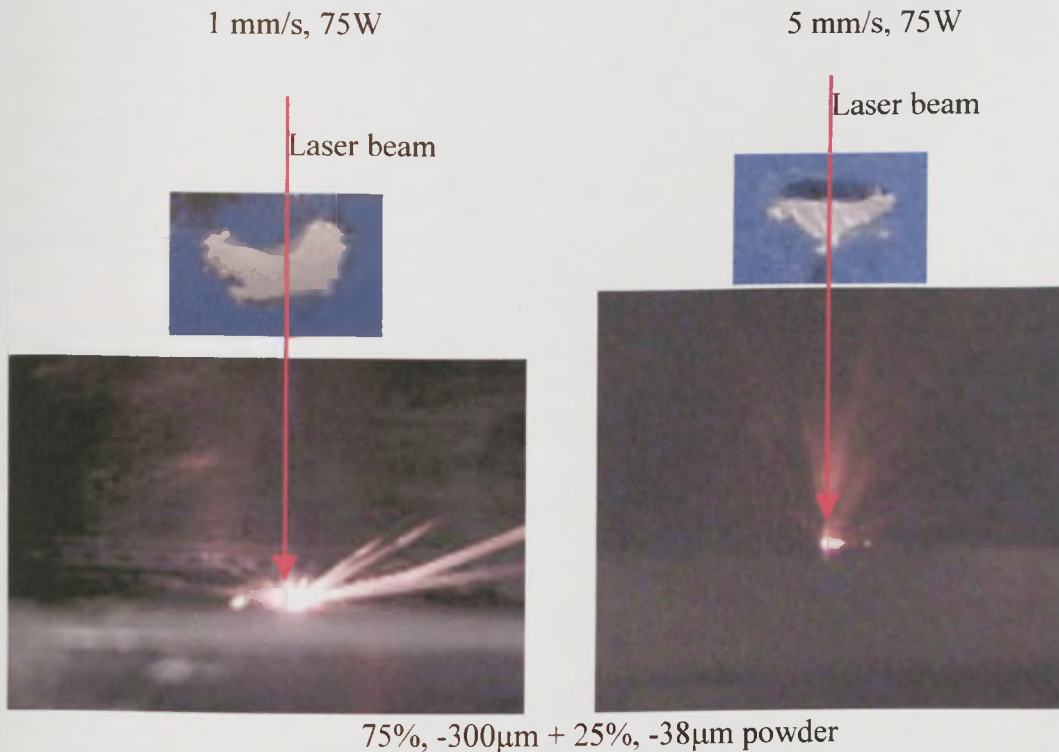 1 mm/s, 75W
5 mm/s, 75W
Laser beam
Laser beam
75%, -300µm + 25%, -38µm powder